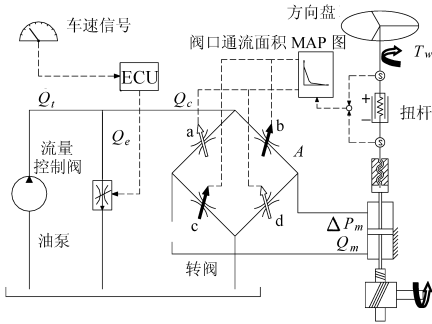 车速信号
方向盘
阀口通流面积 MAP 图
T_w
ECU
Q_t
Q_c
Q_e
a
b
A
扭杆
流量
控制阀
c
d
油泵
转阀
ΔP_m
Q_m
+
−